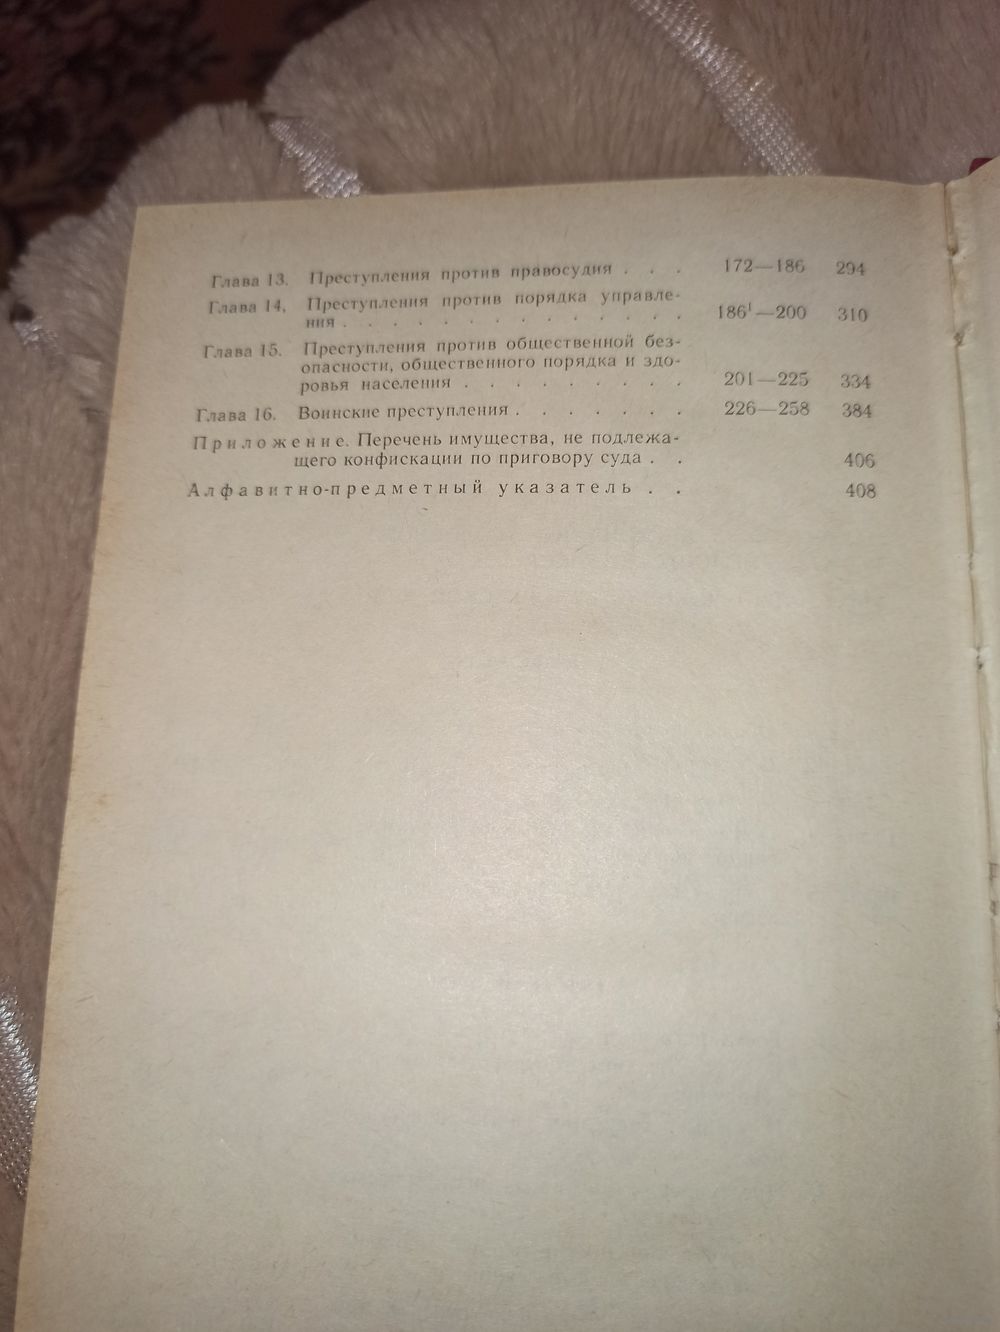 Глава 13. Преступления против правосудия . . . 172—186 294
Глава 14, Преступления против порядка управле-
ния . . . . . . . . . . . . . 186¹—200 310
Глава 15. Преступления против общественной без-
опасности, общественного порядка и здо-
ровья населения . . . . . . . . 201—225 334
Глава 16. Воинские преступления . . . . . . 226—258 384
Приложение. Перечень имущества, не подлежа-
щего конфискации по приговору суда . . 406
Алфавитно-предметный указатель . . 408